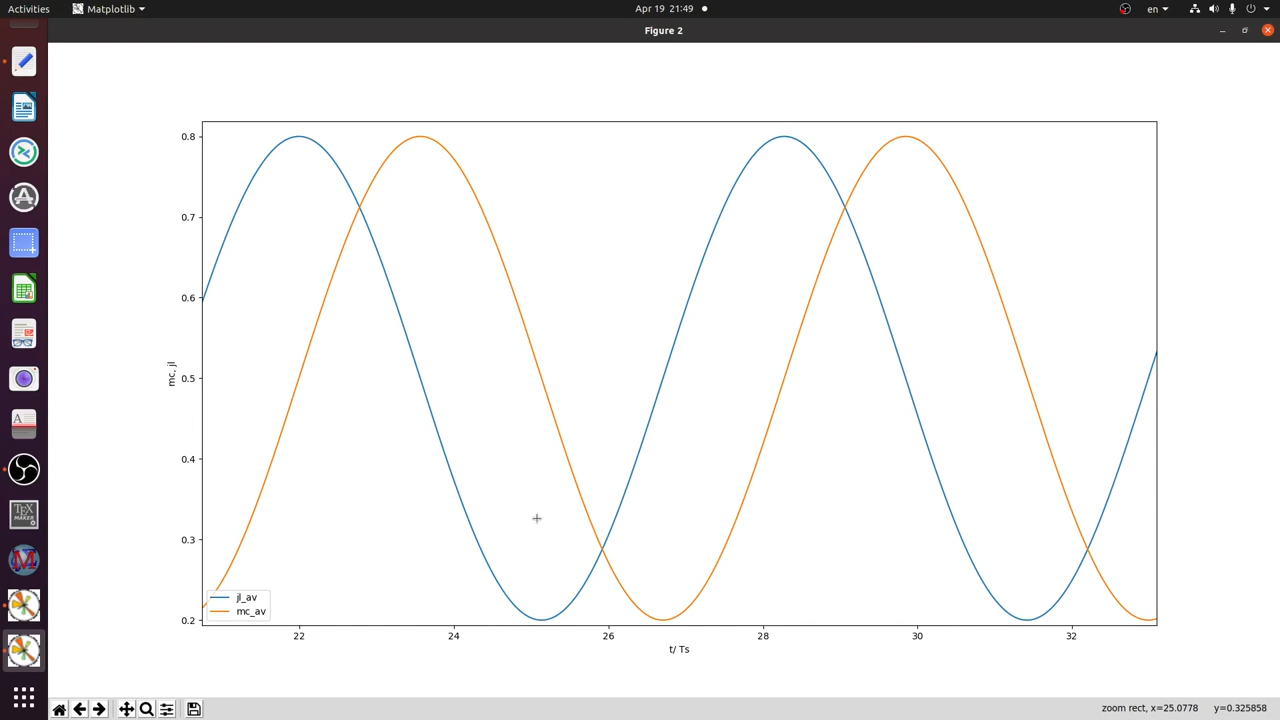 Activities
Matplotlib
Apr 19 21:49
en
Figure 2
0.8
0.7
0.6
0.5
0.4
0.3
0.2
mc, jl
jl_av
mc_av
22 24 26 28 30 32
t/ Ts
zoom rect, x=25.0778 y=0.325858
A
A
TEX
MAKER
M